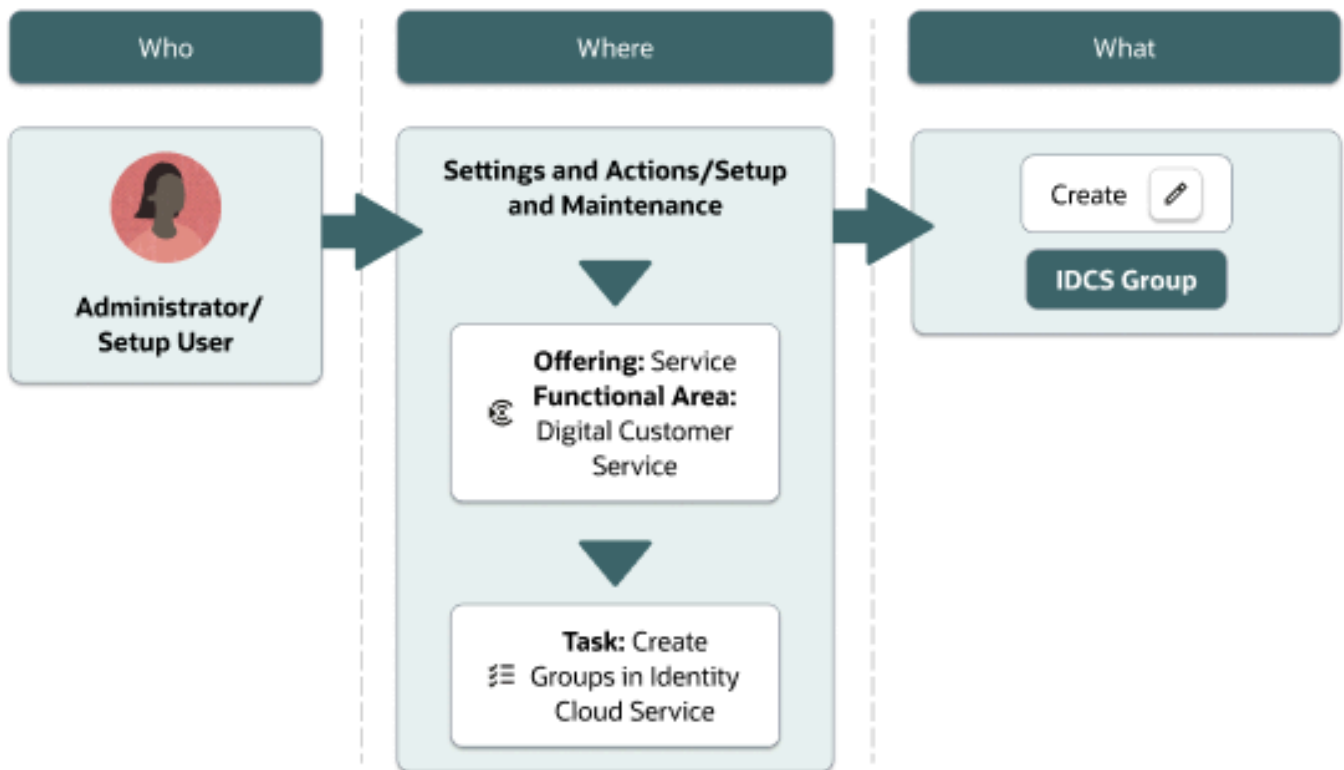 Who
Where
What
Administrator/
Setup User
Settings and Actions/Setup
and Maintenance
Offering: Service
Functional Area:
Digital Customer
Service
Task: Create
Groups in Identity
Cloud Service
Create
IDCS Group